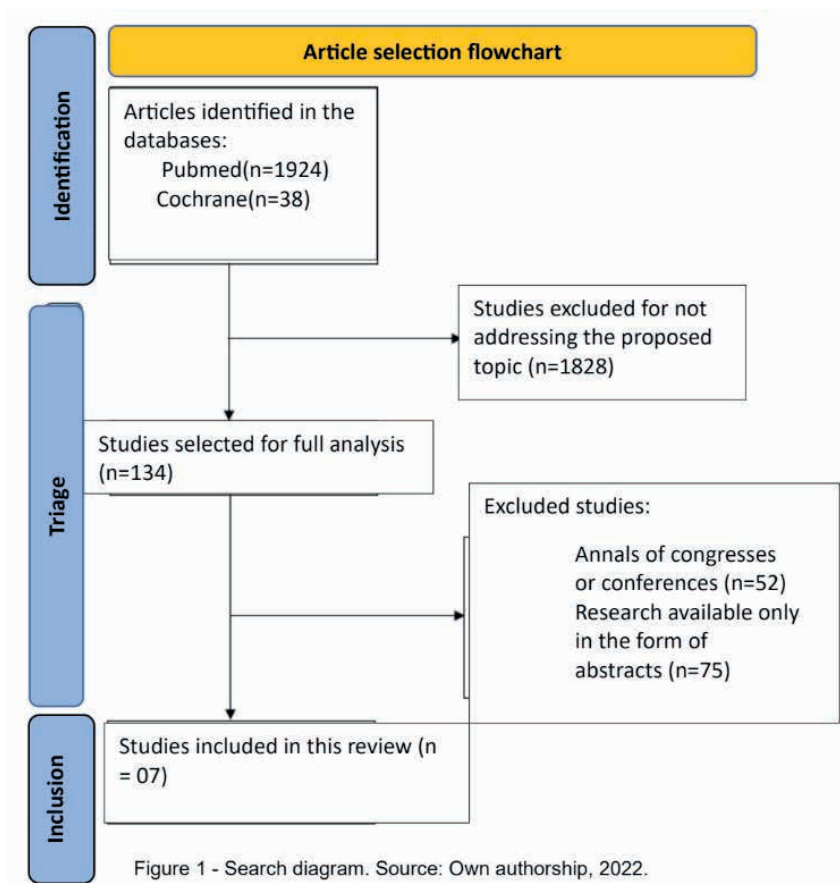 Article selection flowchart
Identification
Articles identified in the
databases:
Pubmed(n=1924)
Cochrane(n=38)
Studies excluded for not
addressing the proposed
topic (n=1828)
Triage
Studies selected for full analysis
(n=134)
Excluded studies:
Annals of congresses
or conferences (n=52)
Research available only
in the form of
abstracts (n=75)
Inclusion
Studies included in this review (n
= 07)
Figure 1 - Search diagram. Source: Own authorship, 2022.